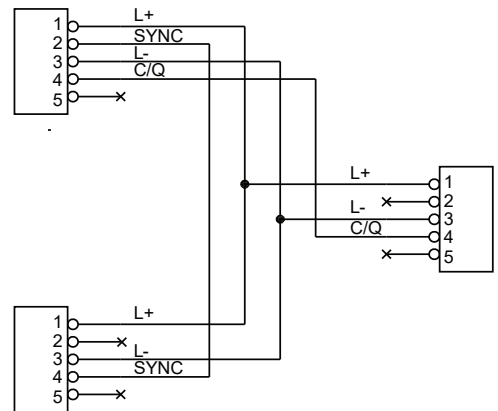 1 L+
2 SYNC
3 L-
4 C/Q
5
L+ 1
2
L- 3
C/Q 4
5
1 L+
2
3 L-
4 SYNC
5